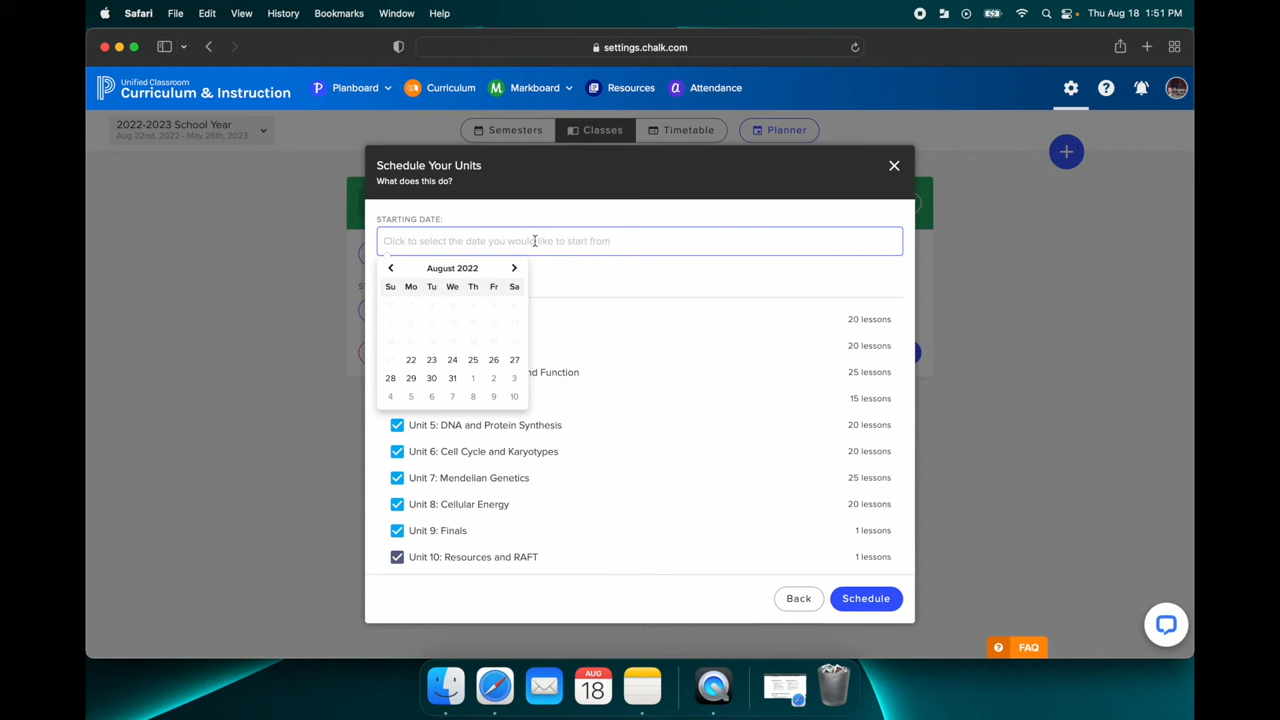 Safari File Edit View History Bookmarks Window Help Thu Aug 18 1:51 PM
settings.chalk.com
Unified Classroom
Curriculum & Instruction
Planboard Curriculum M Markboard Resources a Attendance
2022-2023 School Year
Aug 22nd, 2022 - May 26th, 2023
Semesters Classes Timetable Planner
Schedule Your Units
What does this do?
STARTING DATE:
Click to select the date you would like to start from
August 2022
Su Mo Tu We Th Fr Sa
22 23 24 25 26 27
28 29 30 31 1 2 3
4 5 6 7 8 9 10
20 lessons
20 lessons
nd Function 25 lessons
15 lessons
Unit 5: DNA and Protein Synthesis 20 lessons
Unit 6: Cell Cycle and Karyotypes 20 lessons
Unit 7: Mendelian Genetics 25 lessons
Unit 8: Cellular Energy 20 lessons
Unit 9: Finals 1 lessons
Unit 10: Resources and RAFT 1 lessons
Back Schedule
? FAQ
AUG
18